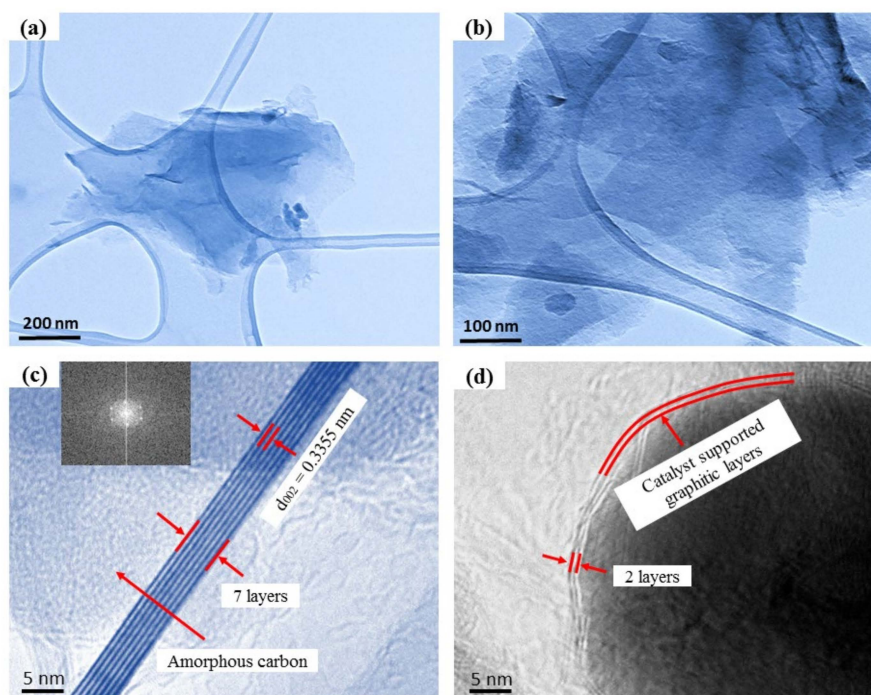 (a)
(b)
200 nm
100 nm
(c)
(d)
d₀₀₂ = 0.3355 nm
Catalyst supported
graphitic layers
7 layers
2 layers
Amorphous carbon
5 nm
5 nm